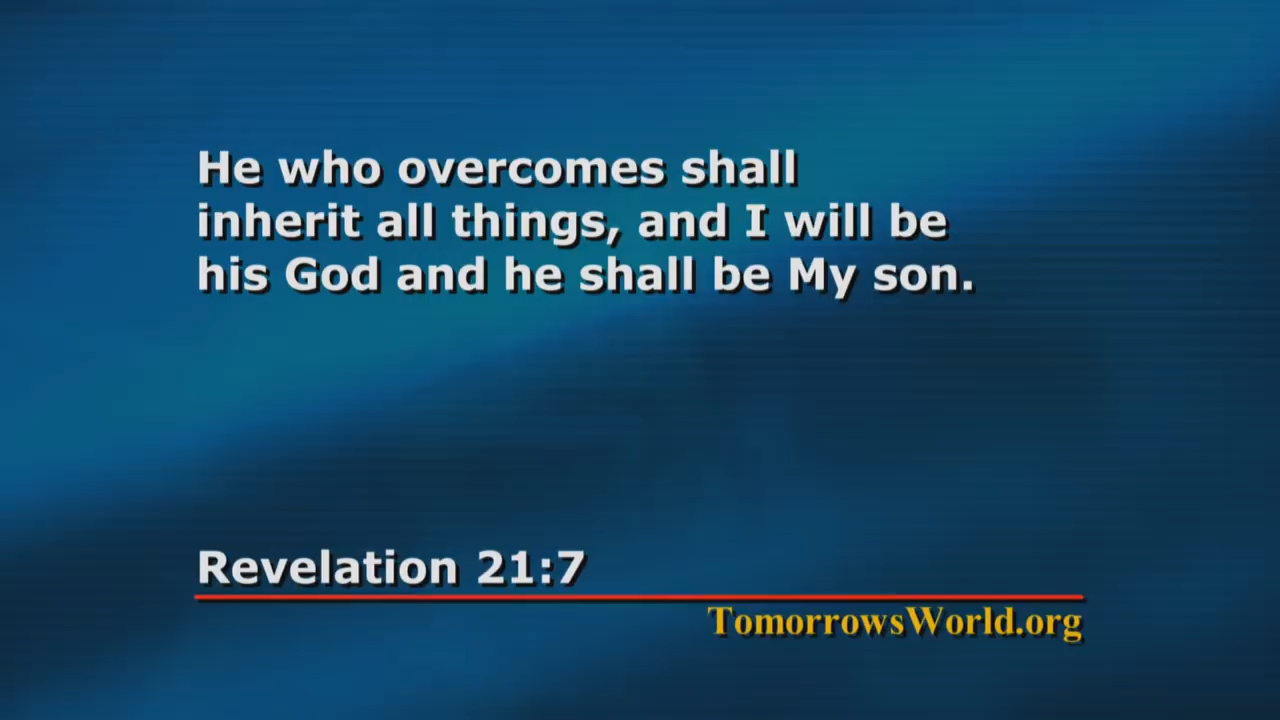 He who overcomes shall
inherit all things, and I will be
his God and he shall be My son.
Revelation 21:7
TomorrowsWorld.org